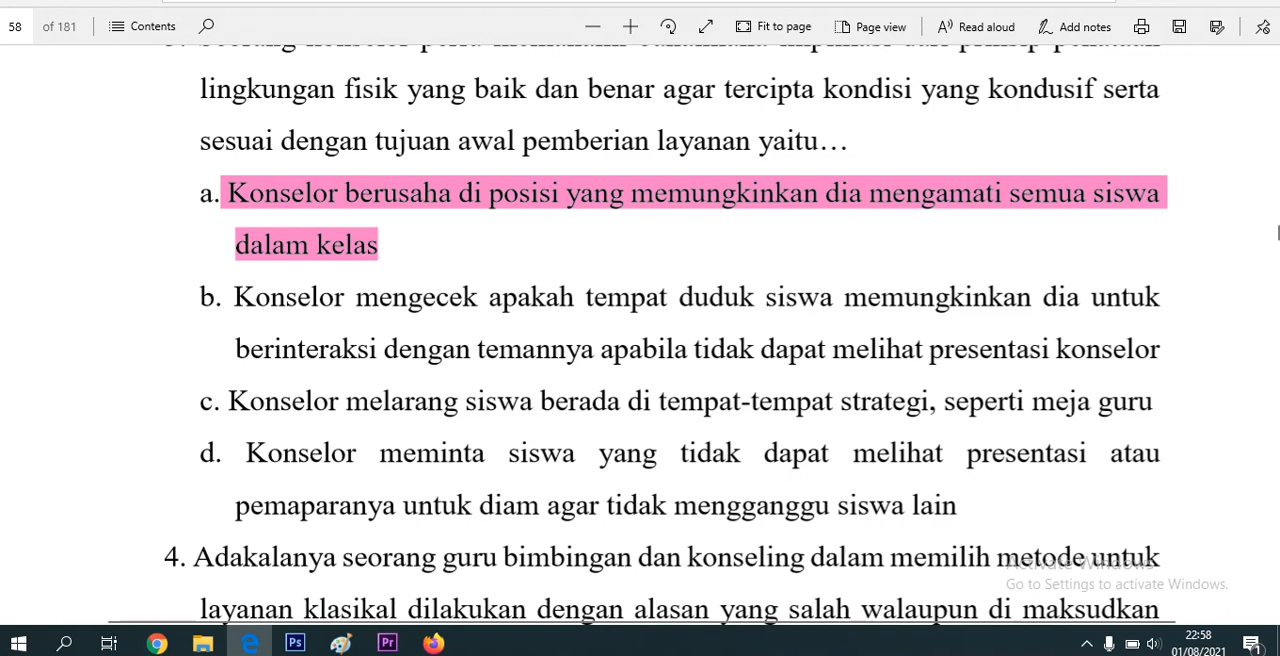 58 of 181 Contents Fit to page Page view Read aloud Add notes
lingkungan fisik yang baik dan benar agar tercipta kondisi yang kondusif serta
sesuai dengan tujuan awal pemberian layanan yaitu…
a. Konselor berusaha di posisi yang memungkinkan dia mengamati semua siswa
dalam kelas
b. Konselor mengecek apakah tempat duduk siswa memungkinkan dia untuk
berinteraksi dengan temannya apabila tidak dapat melihat presentasi konselor
c. Konselor melarang siswa berada di tempat-tempat strategi, seperti meja guru
d. Konselor meminta siswa yang tidak dapat melihat presentasi atau
pemaparanya untuk diam agar tidak mengganggu siswa lain
4. Adakalanya seorang guru bimbingan dan konseling dalam memilih metode untuk
Activate Windows
Go to Settings to activate Windows.
layanan klasikal dilakukan dengan alasan yang salah walaupun di maksudkan
Ps Pr 22:58
01/08/2021 1